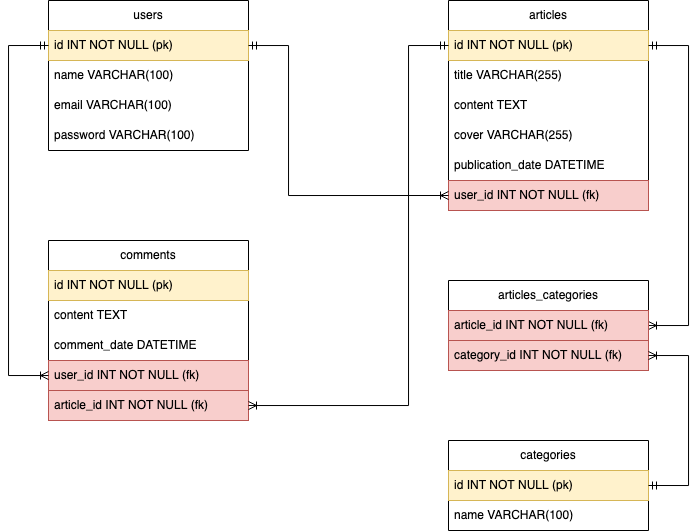 users
id INT NOT NULL (pk)
name VARCHAR(100)
email VARCHAR(100)
password VARCHAR(100)
articles
id INT NOT NULL (pk)
title VARCHAR(255)
content TEXT
cover VARCHAR(255)
publication_date DATETIME
user_id INT NOT NULL (fk)
comments
id INT NOT NULL (pk)
content TEXT
comment_date DATETIME
user_id INT NOT NULL (fk)
article_id INT NOT NULL (fk)
articles_categories
article_id INT NOT NULL (fk)
category_id INT NOT NULL (fk)
categories
id INT NOT NULL (pk)
name VARCHAR(100)